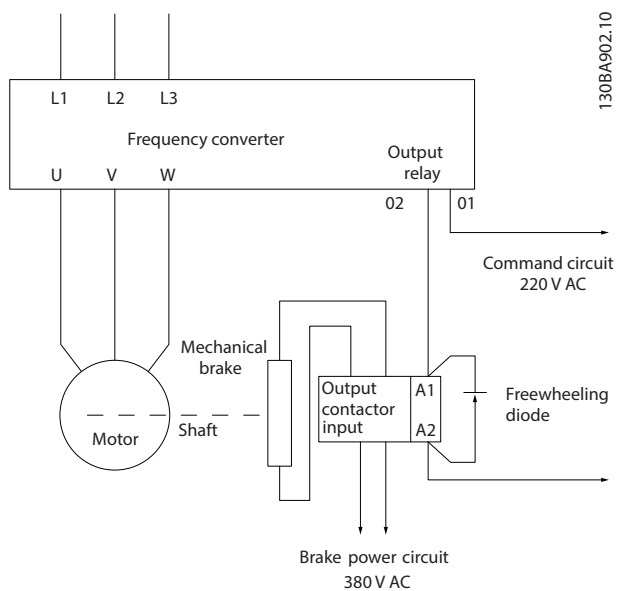 130BA902.10
L1 L2 L3
Frequency converter
Output
relay
U V W
02 01
Command circuit
220 V AC
Mechanical
brake
Output
contactor
input
A1
A2
Freewheeling
diode
Motor
Shaft
Brake power circuit
380 V AC